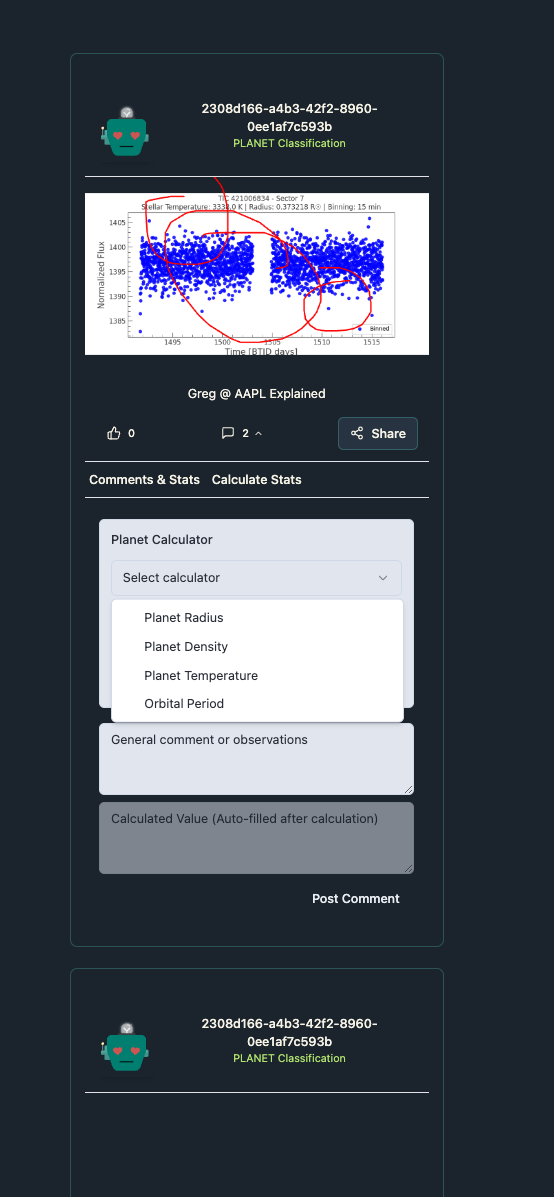 2308d166-a4b3-42f2-8960-
0ee1af7c593b
PLANET Classification
TIC 421006834 - Sector 7
Stellar Temperature: 3338.0 K | Radius: 0.373218 R☉ | Binning: 15 min
Normalized Flux
1405
1400
1395
1390
1385
Binned
1495 1500 1505 1510 1515
Time [BTJD days]
Greg @ AAPL Explained
0 2 Share
Comments & Stats Calculate Stats
Planet Calculator
Select calculator
Planet Radius
Planet Density
Planet Temperature
Orbital Period
General comment or observations
Calculated Value (Auto-filled after calculation)
Post Comment
2308d166-a4b3-42f2-8960-
0ee1af7c593b
PLANET Classification